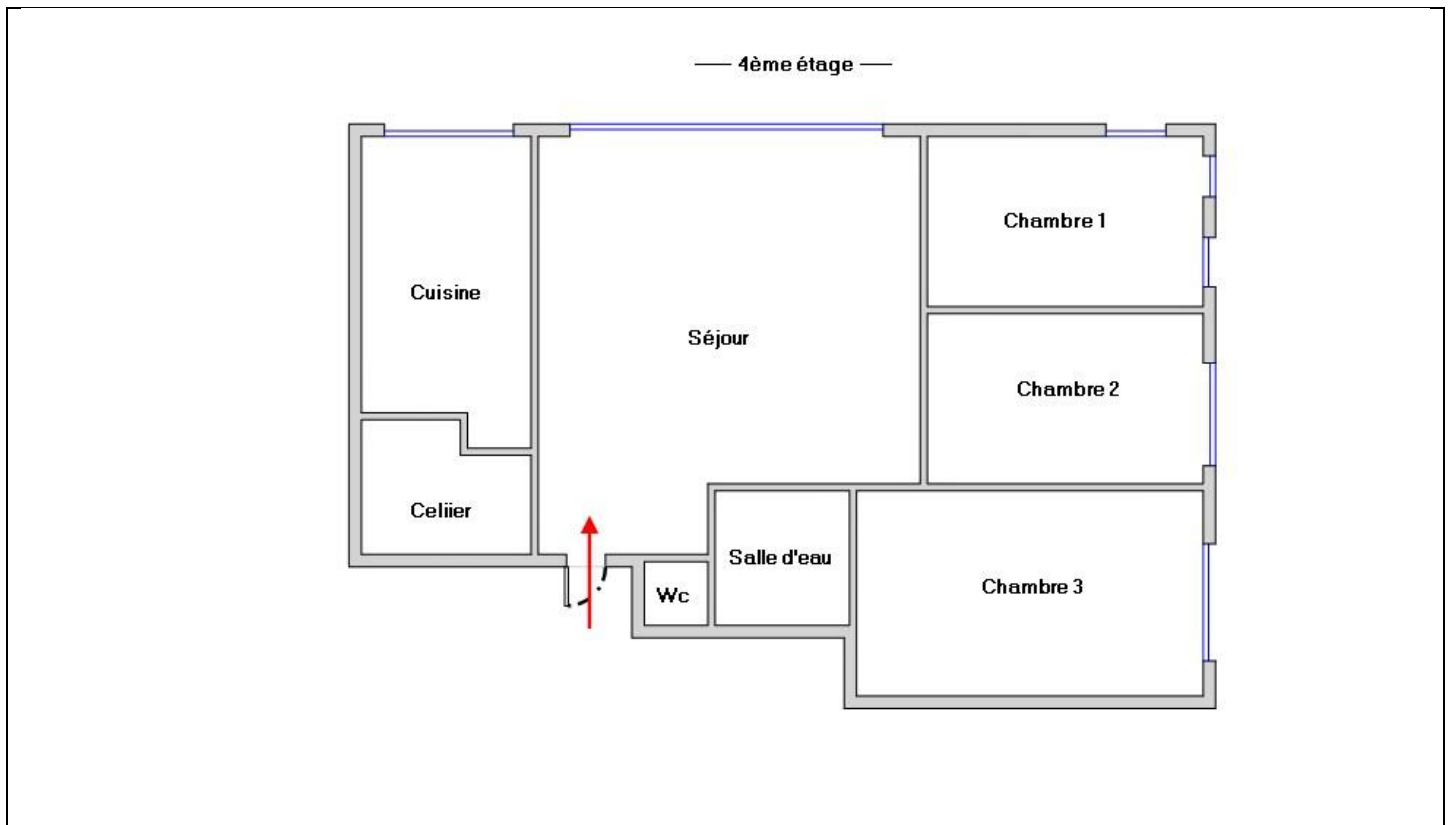 4ème étage
Chambre 1
Cuisine
Séjour
Chambre 2
Celiier
Salle d'eau
Wc
Chambre 3